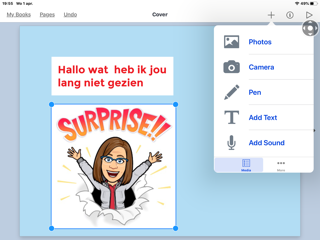 19:55 Wo 1 apr.
49%
My Books Pages Undo
Cover
Photos
Camera
Pen
Add Text
Add Sound
Media
More
Hallo wat heb ik jou
lang niet gezien
SURPRISE!!